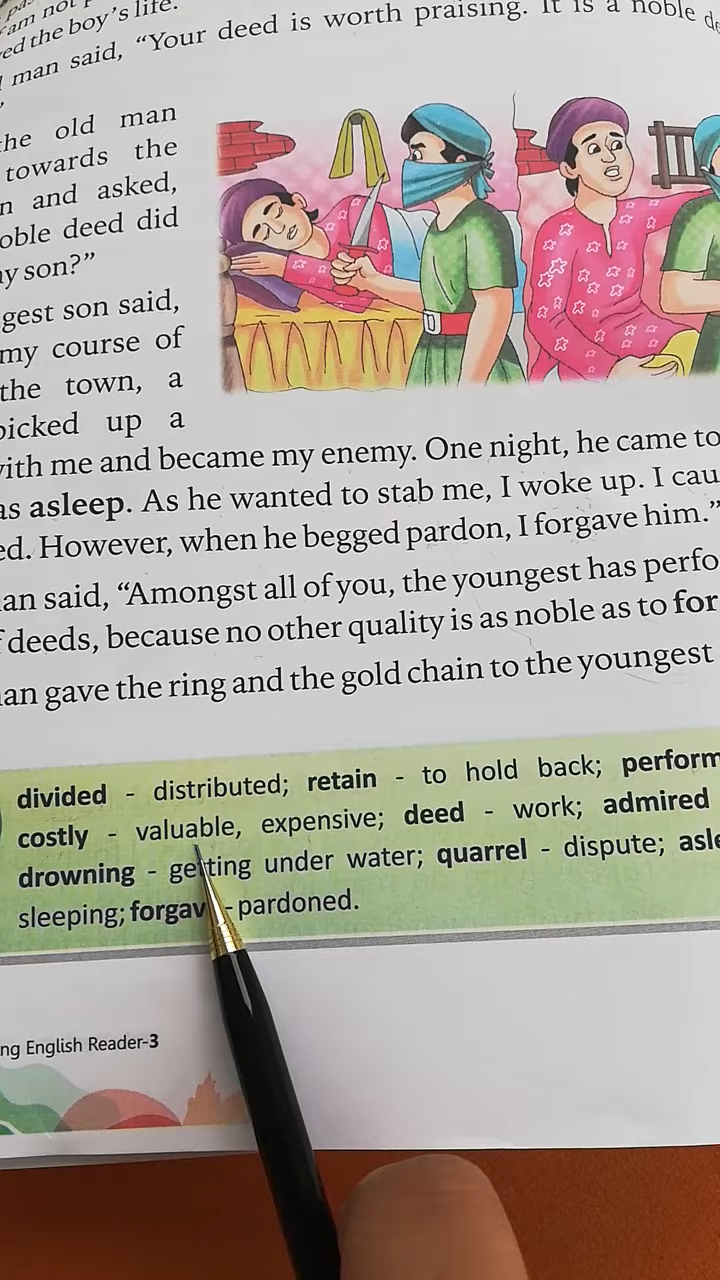 am not
ed the boy's life.
man said, "Your deed is worth praising. It is a noble
the old man
towards the
and asked,
deed did
son?"
son said,
my course of
the town, a
picked up a
with me and became my enemy. One night, he came to
as asleep. As he wanted to stab me, I woke up. I cau
ed. However, when he begged pardon, I forgave him."
an said, "Amongst all of you, the youngest has perfo
deeds, because no other quality is as noble as to for
an gave the ring and the gold chain to the youngest
divided - distributed; retain - to hold back; perform
costly - valuable, expensive; deed - work; admired
drowning - getting under water; quarrel - dispute; asle
sleeping; forgav - pardoned.
ng English Reader-3